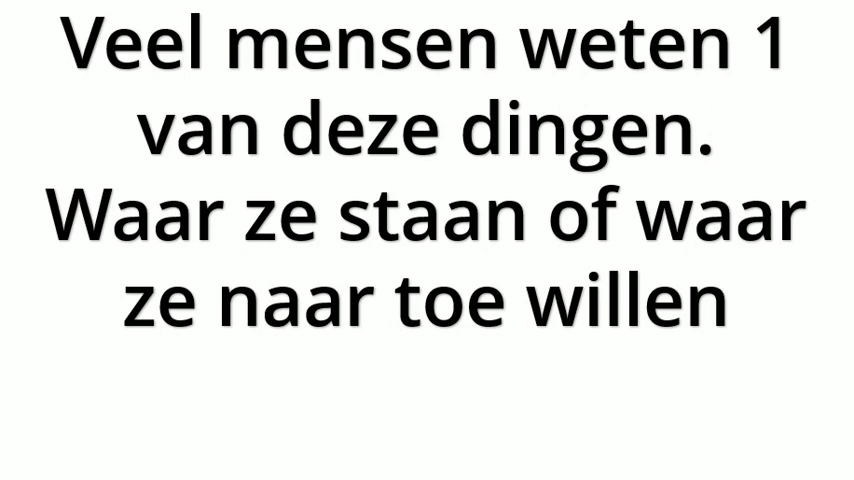 Veel mensen weten 1
van deze dingen.
Waar ze staan of waar
ze naar toe willen